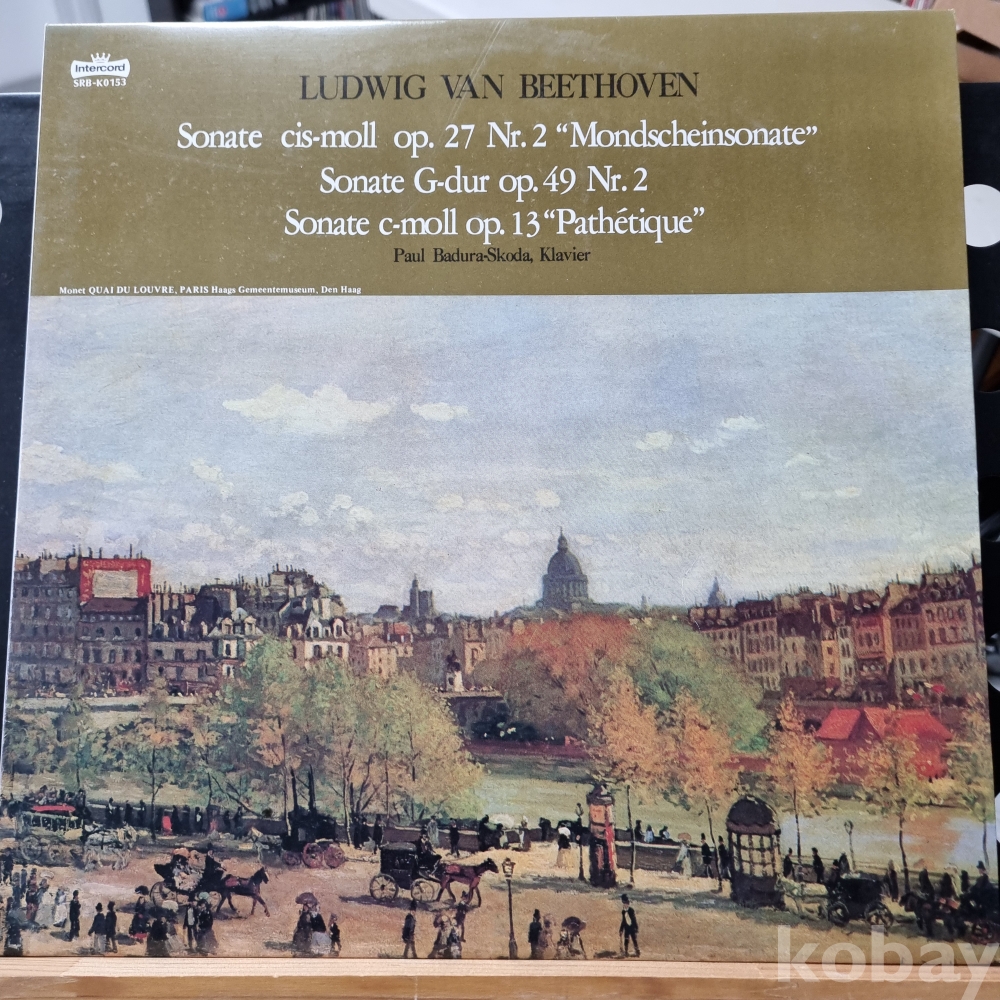 Intercord
SRB-K0153
LUDWIG VAN BEETHOVEN
Sonate cis-moll op. 27 Nr. 2 “Mondscheinsonate”
Sonate G-dur op. 49 Nr. 2
Sonate c-moll op. 13 “Pathétique”
Paul Badura-Skoda, Klavier
Monet QUAI DU LOUVRE, PARIS Haags Gemeentemuseum, Den Haag
kobay